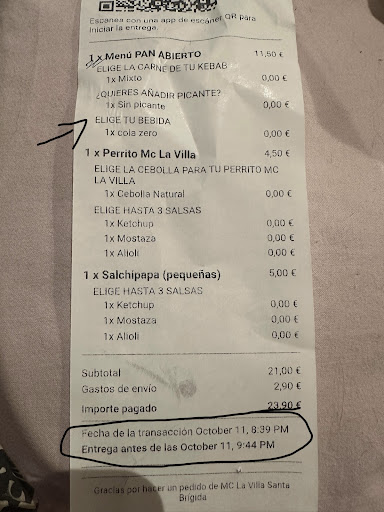 Escanea con una app de escáner QR para
iniciar la entrega.
1 x Menú PAN ABIERTO 11,50 €
ELIGE LA CARNE DE TU KEBAB
1x Mixto 0,00 €
¿QUIERES AÑADIR PICANTE?
1x Sin picante 0,00 €
ELIGE TU BEBIDA
1x cola zero 0,00 €
1 x Perrito Mc La Villa 4,50 €
ELIGE LA CEBOLLA PARA TU PERRITO MC
LA VILLA
1x Cebolla Natural 0,00 €
ELIGE HASTA 3 SALSAS
1x Ketchup 0,00 €
1x Mostaza 0,00 €
1x Alioli 0,00 €
1 x Salchipapa (pequeñas) 5,00 €
ELIGE HASTA 3 SALSAS
1x Ketchup 0,00 €
1x Mostaza 0,00 €
1x Alioli 0,00 €
Subtotal 21,00 €
Gastos de envío 2,90 €
Importe pagado 23,90 €
Fecha de la transacción October 11, 8:39 PM
Entrega antes de las October 11, 9:44 PM
Gracias por hacer un pedido de MC La Villa Santa
Brígida